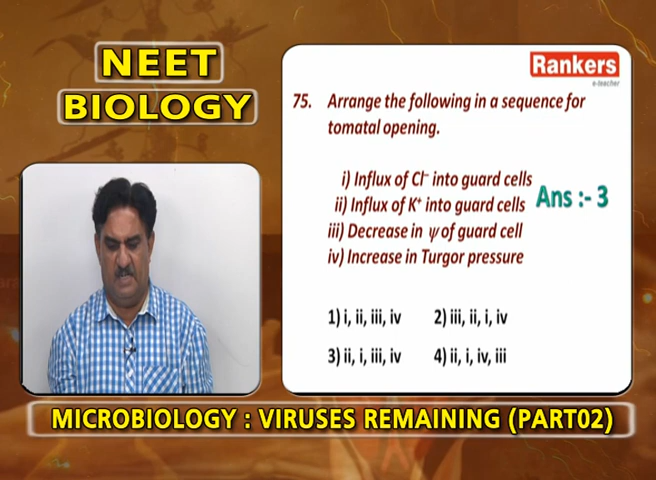 NEET
BIOLOGY
Rankers
e-teacher
75. Arrange the following in a sequence for
tomatal opening.
i) Influx of Cl⁻ into guard cells
ii) Influx of K⁺ into guard cells
iii) Decrease in ψ of guard cell
iv) Increase in Turgor pressure
Ans :- 3
1) i, ii, iii, iv 2) iii, ii, i, iv
3) ii, i, iii, iv 4) ii, i, iv, iii
MICROBIOLOGY : VIRUSES REMAINING (PART02)